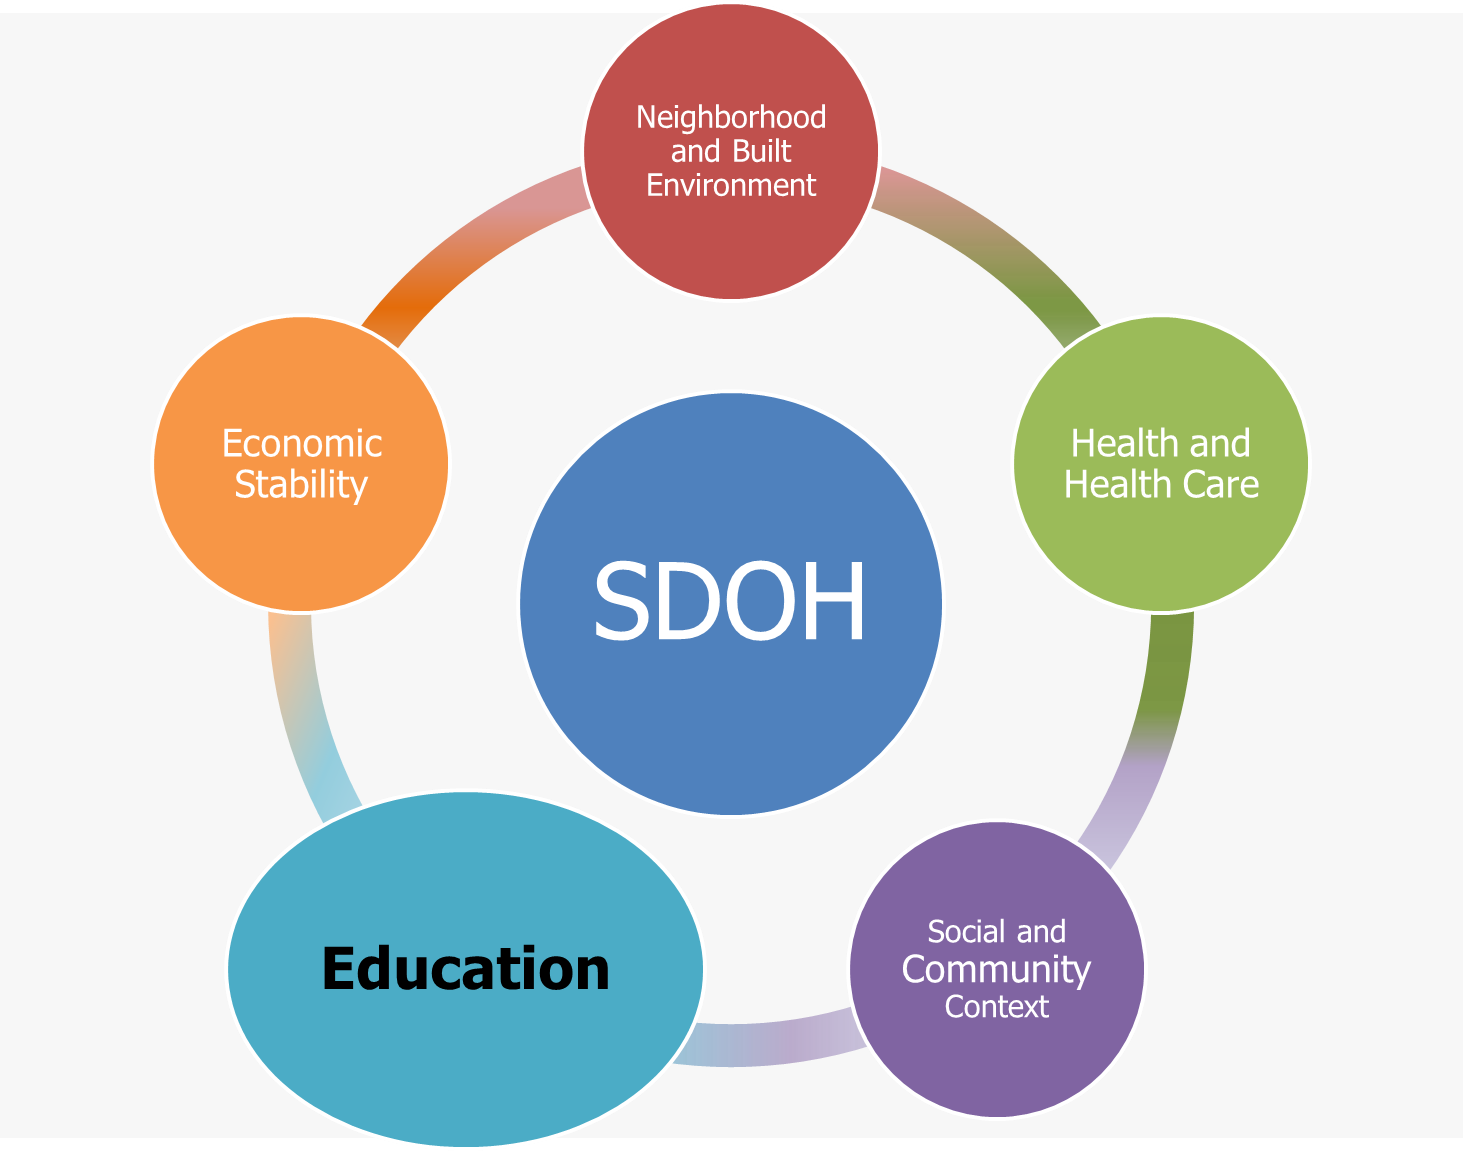 Neighborhood
and Built
Environment
Economic
Stability
Health and
Health Care
SDOH
Social and
Community
Context
Education